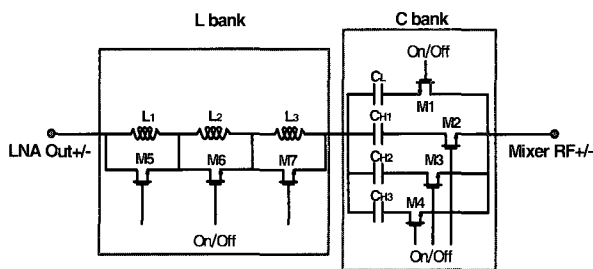 L bank
C bank
On/Off
CL
M1
L1
L2
L3
CH1
M2
LNA Out+/-
Mixer RF+/-
M5
M6
M7
CH2
M3
CH3
M4
On/Off
On/Off